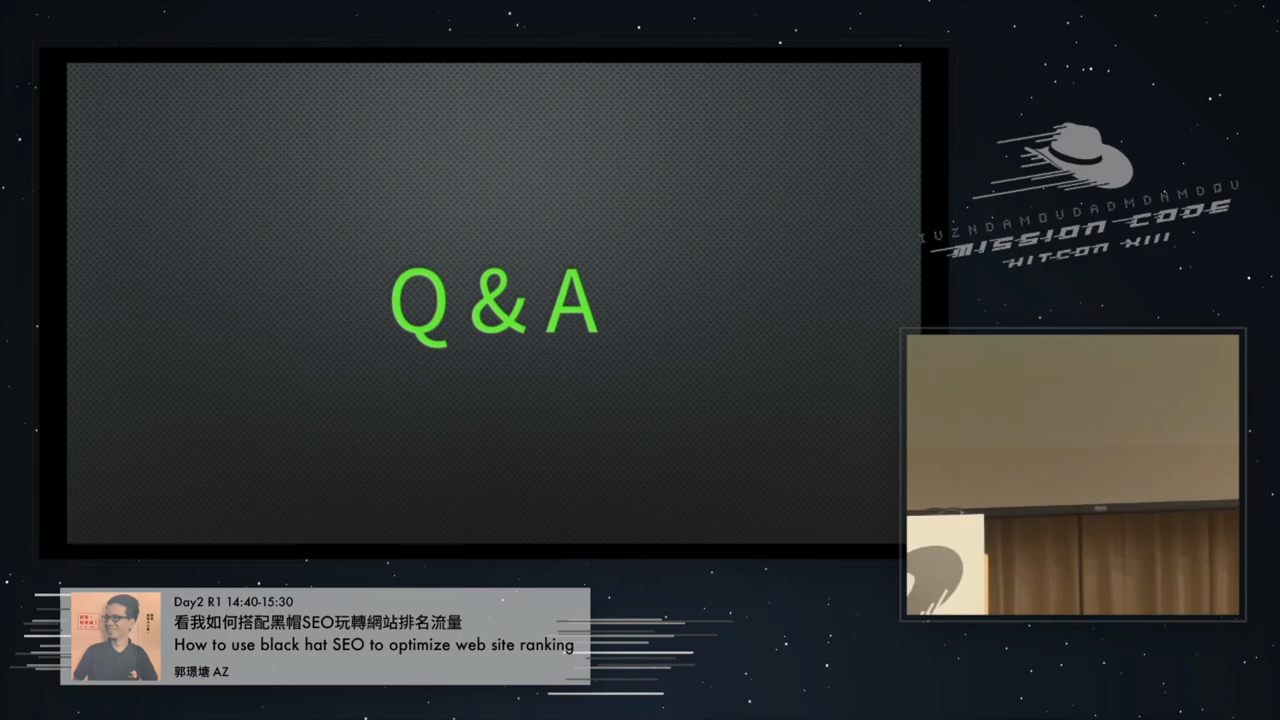 Q & A
MISSION CODE
HITCON XIII
Day2 R1 14:40-15:30
看我如何搭配黑帽SEO玩轉網站排名流量
How to use black hat SEO to optimize web site ranking
郭璟塘 AZ